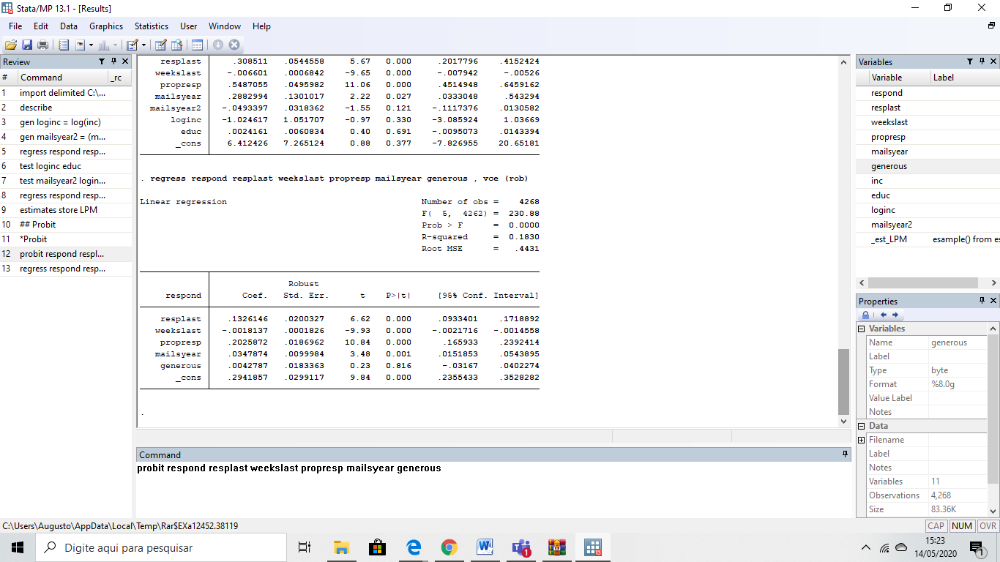 Stata/MP 13.1 - [Results]
File Edit Data Graphics Statistics User Window Help
Review
# Command _rc
1 import delimited C:\...
2 describe
3 gen loginc = log(inc)
4 gen mailsyear2 = (m...
5 regress respond resp...
6 test loginc educ
7 test mailsyear2 login...
8 regress respond resp...
9 estimates store LPM
10 ## Probit
11 *Probit
12 probit respond respl...
13 regress respond resp...
resplast .308511 .0544558 5.67 0.000 .2017796 .4152424
weekslast -.006601 .0006842 -9.65 0.000 -.007942 -.00526
propresp .5487055 .0495982 11.06 0.000 .4514948 .6459162
mailsyear .2882994 .1301017 2.22 0.027 .0333048 .543294
mailsyear2 -.0493397 .0318362 -1.55 0.121 -.1117376 .0130582
loginc -1.024617 1.051707 -0.97 0.330 -3.085924 1.03669
educ .0024161 .0060834 0.40 0.691 -.0095073 .0143394
_cons 6.412426 7.265124 0.88 0.377 -7.826955 20.65181
. regress respond resplast weekslast propresp mailsyear generous , vce (rob)
Linear regression Number of obs = 4268
F( 5, 4262) = 230.88
Prob > F = 0.0000
R-squared = 0.1830
Root MSE = .4431
Robust
respond Coef. Std. Err. t P>|t| [95% Conf. Interval]
resplast .1326146 .0200327 6.62 0.000 .0933401 .1718892
weekslast -.0018137 .0001826 -9.93 0.000 -.0021716 -.0014558
propresp .2025872 .0186962 10.84 0.000 .165933 .2392414
mailsyear .0347874 .0099984 3.48 0.001 .0151853 .0543895
generous .0042787 .0183363 0.23 0.816 -.03167 .0402274
_cons .2941857 .0299117 9.84 0.000 .2355433 .3528282
.
Command
probit respond resplast weekslast propresp mailsyear generous
Variables
Variable Label
respond
resplast
weekslast
propresp
mailsyear
generous
inc
educ
loginc
mailsyear2
_est_LPM esample() from es
Properties
Variables
Name generous
Label
Type byte
Format %8.0g
Value Label
Notes
Data
Filename
Label
Notes
Variables 11
Observations 4,268
Size 83.36K
C:\Users\Augusto\AppData\Local\Temp\Rar$EXa12452.38119
CAP NUM OVR
Digite aqui para pesquisar
1
13
15:23
14/05/2020
1